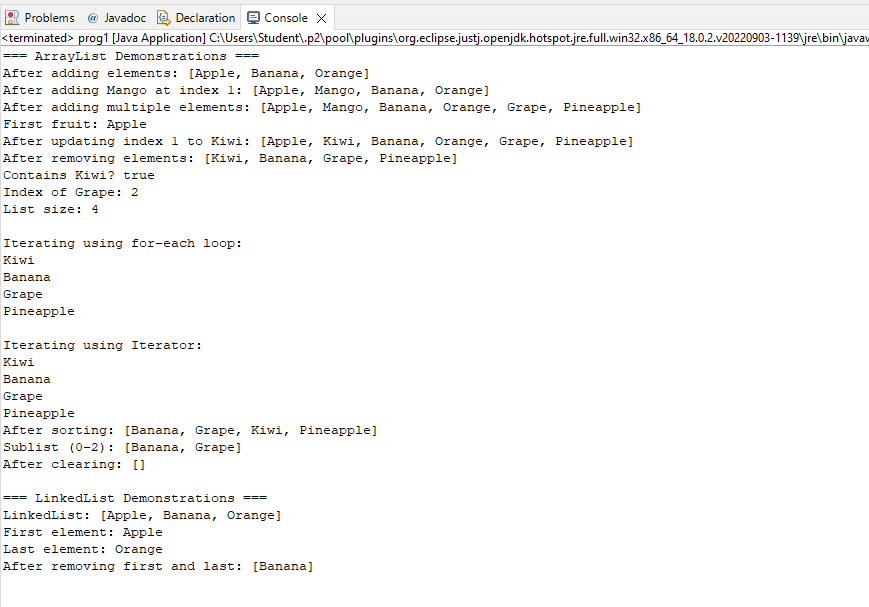 Problems @ Javadoc Declaration Console
<terminated> prog1 [Java Application] C:\Users\Student\.p2\pool\plugins\org.eclipse.justj.openjdk.hotspot.jre.full.win32.x86_64_18.0.2.v20220903-1139\jre\bin\javaw
=== ArrayList Demonstrations ===
After adding elements: [Apple, Banana, Orange]
After adding Mango at index 1: [Apple, Mango, Banana, Orange]
After adding multiple elements: [Apple, Mango, Banana, Orange, Grape, Pineapple]
First fruit: Apple
After updating index 1 to Kiwi: [Apple, Kiwi, Banana, Orange, Grape, Pineapple]
After removing elements: [Kiwi, Banana, Grape, Pineapple]
Contains Kiwi? true
Index of Grape: 2
List size: 4

Iterating using for-each loop:
Kiwi
Banana
Grape
Pineapple

Iterating using Iterator:
Kiwi
Banana
Grape
Pineapple
After sorting: [Banana, Grape, Kiwi, Pineapple]
Sublist (0-2): [Banana, Grape]
After clearing: []

=== LinkedList Demonstrations ===
LinkedList: [Apple, Banana, Orange]
First element: Apple
Last element: Orange
After removing first and last: [Banana]